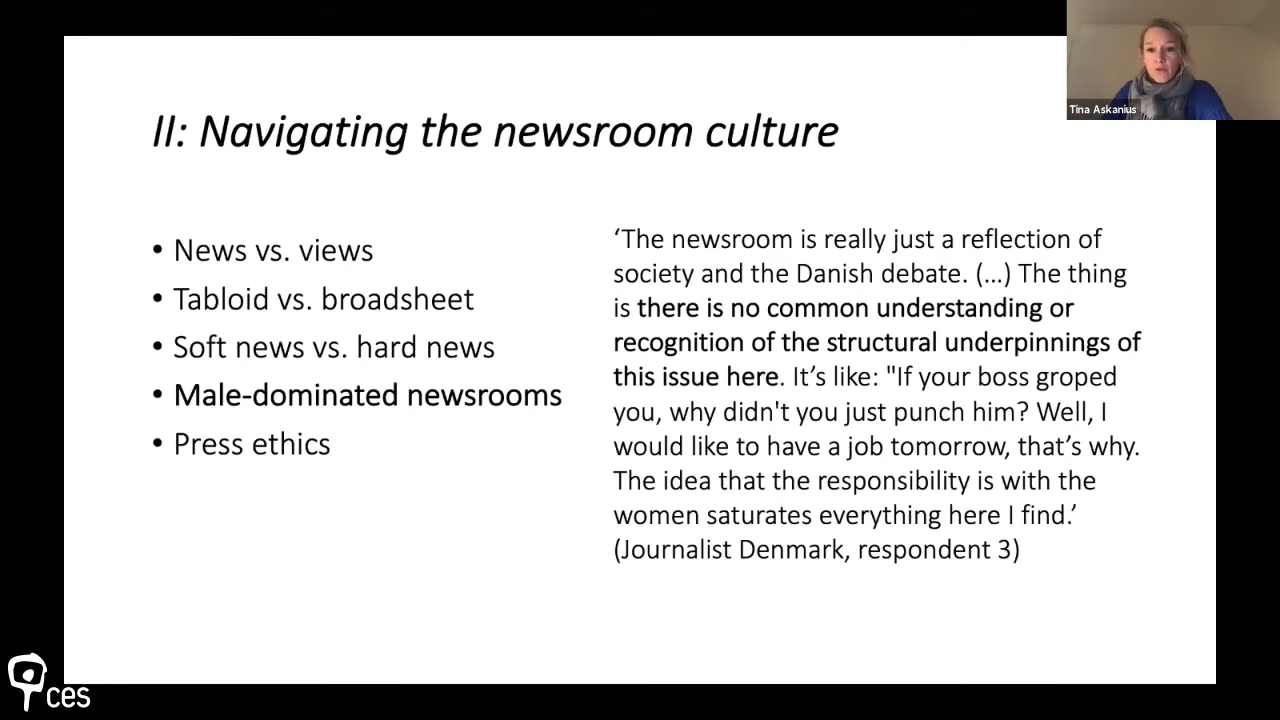 Tina Askanius
II: Navigating the newsroom culture
• News vs. views
• Tabloid vs. broadsheet
• Soft news vs. hard news
• Male-dominated newsrooms
• Press ethics
‘The newsroom is really just a reflection of
society and the Danish debate. (…) The thing
is there is no common understanding or
recognition of the structural underpinnings of
this issue here. It’s like: "If your boss groped
you, why didn't you just punch him? Well, I
would like to have a job tomorrow, that’s why.
The idea that the responsibility is with the
women saturates everything here I find.’
(Journalist Denmark, respondent 3)
ces